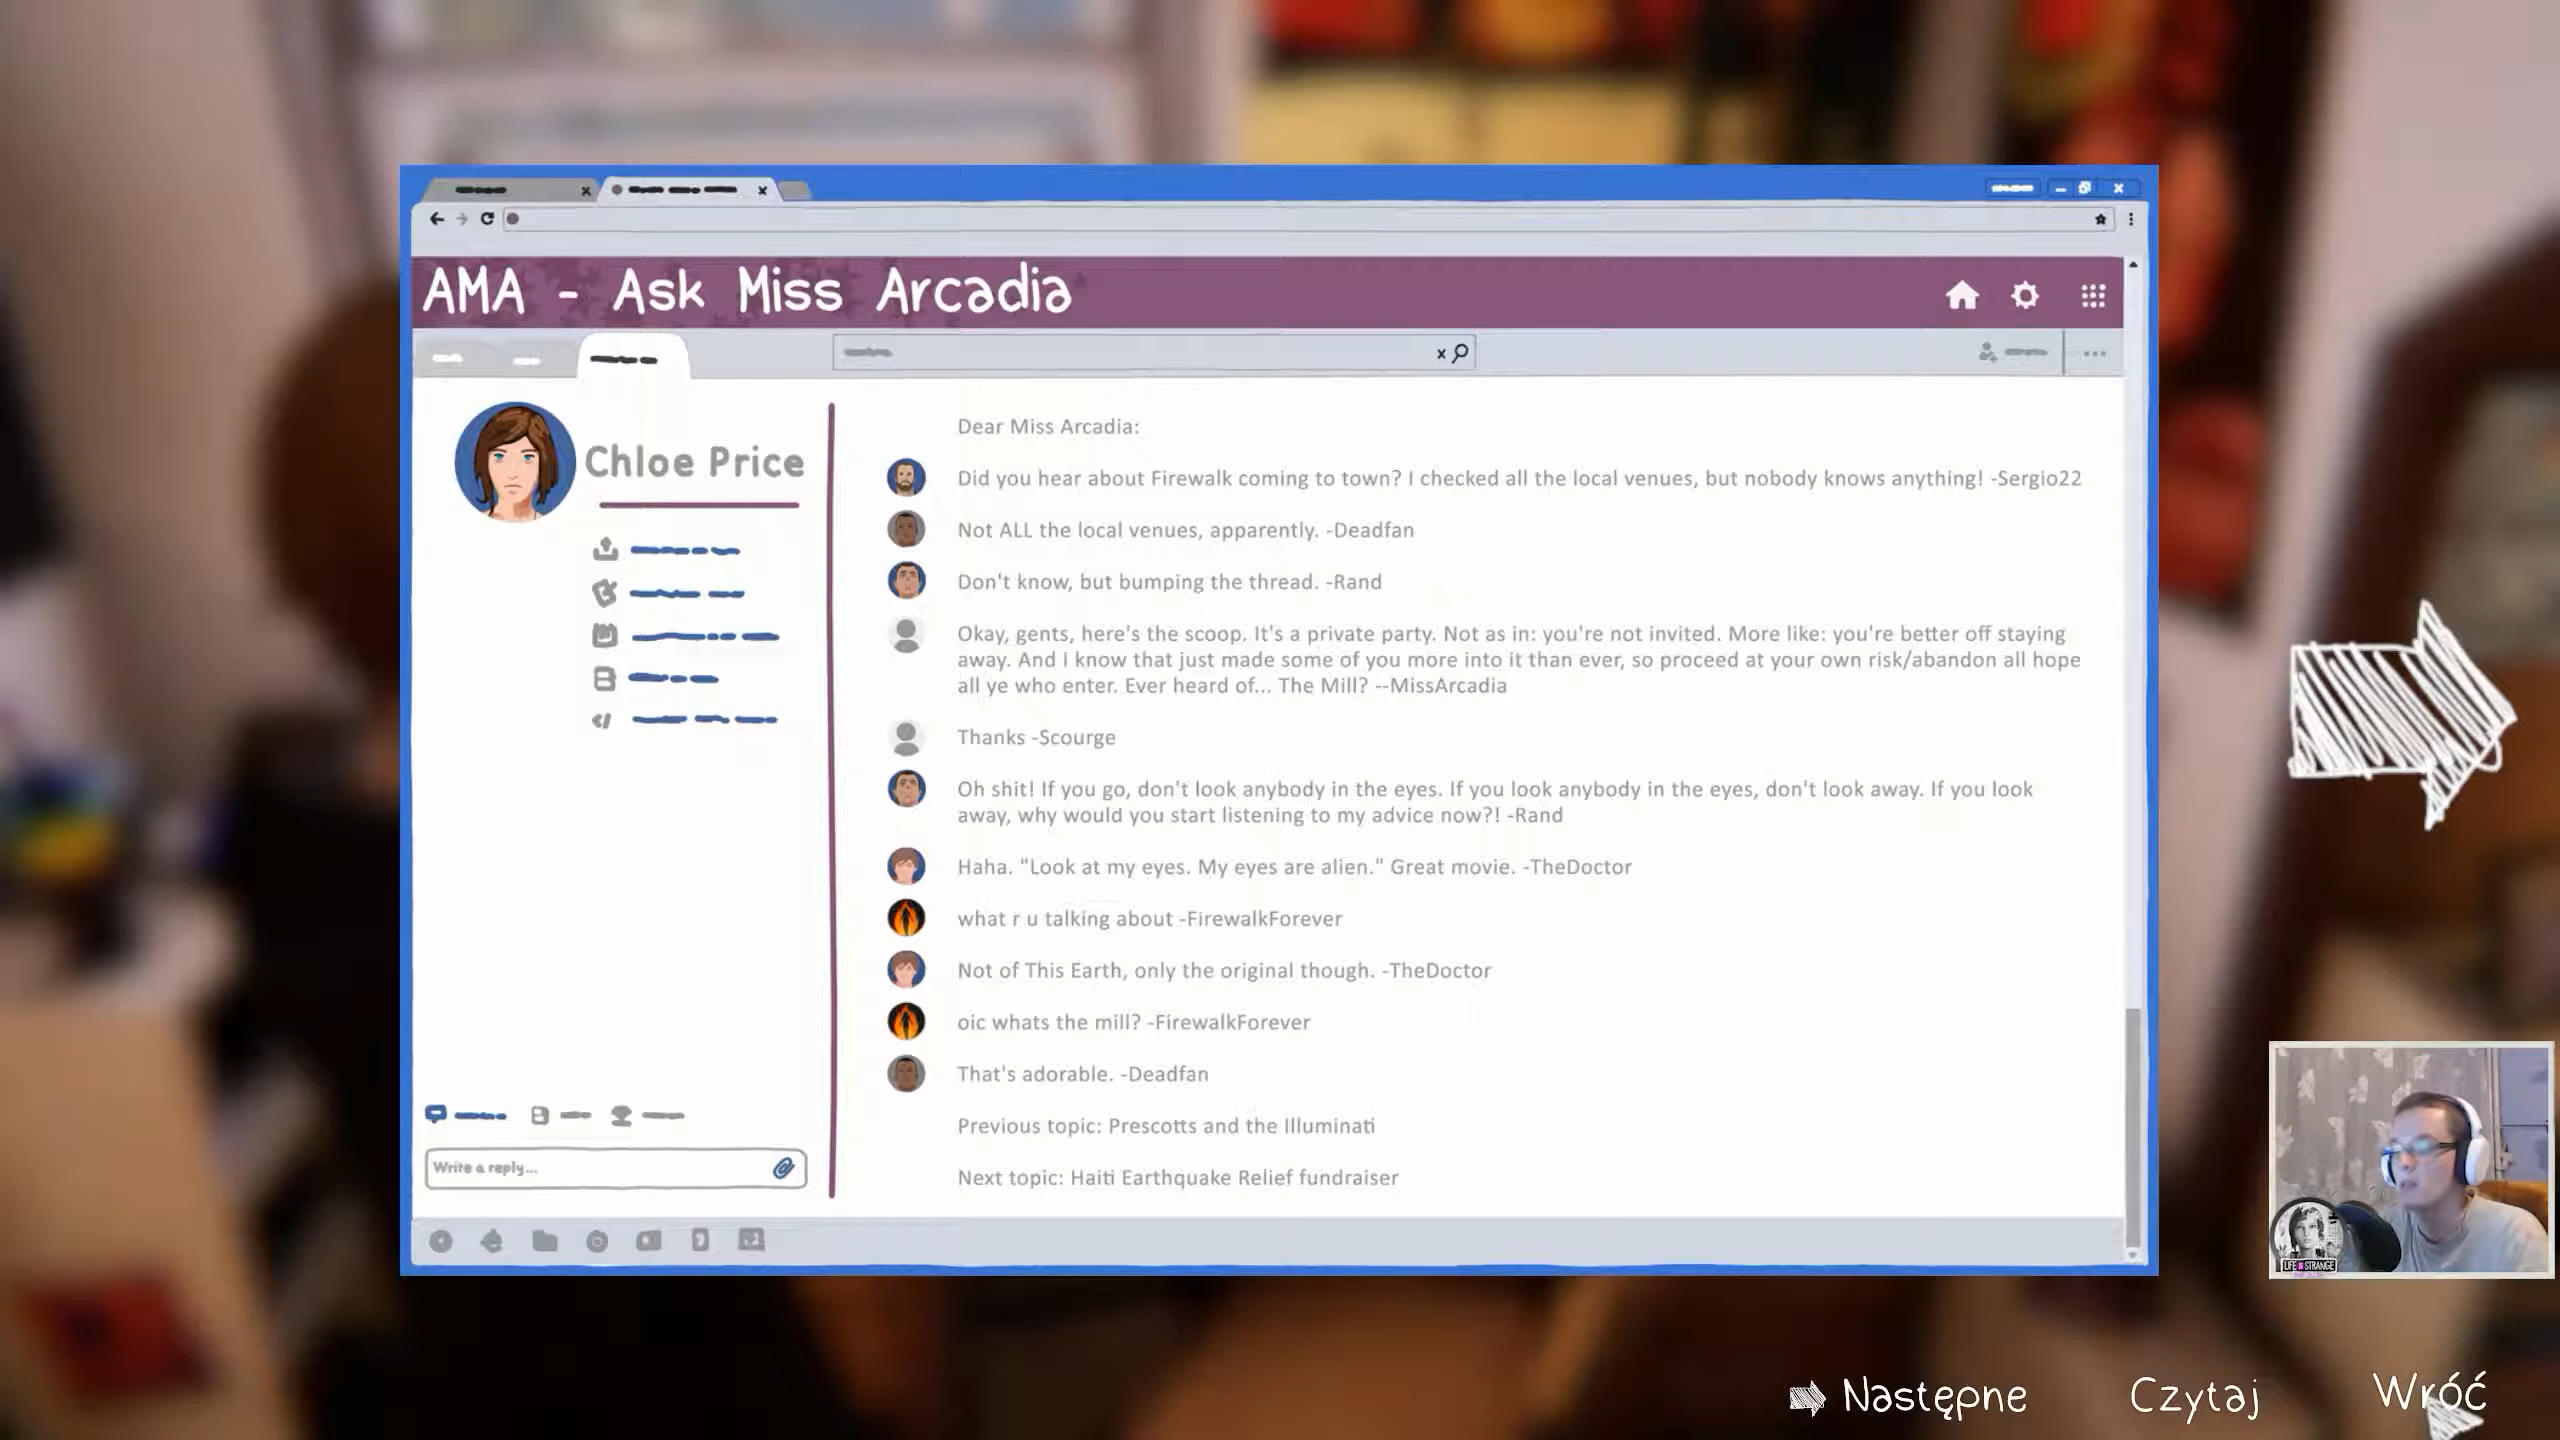 AMA - Ask Miss Arcadia
Chloe Price
Dear Miss Arcadia:
Did you hear about Firewalk coming to town? I checked all the local venues, but nobody knows anything! -Sergio22
Not ALL the local venues, apparently. -Deadfan
Don't know, but bumping the thread. -Rand
Okay, gents, here's the scoop. It's a private party. Not as in: you're not invited. More like: you're better off staying
away. And I know that just made some of you more into it than ever, so proceed at your own risk/abandon all hope
all ye who enter. Ever heard of... The Mill? --MissArcadia
Thanks -Scourge
Oh shit! If you go, don't look anybody in the eyes. If you look anybody in the eyes, don't look away. If you look
away, why would you start listening to my advice now?! -Rand
Haha. "Look at my eyes. My eyes are alien." Great movie. -TheDoctor
what r u talking about -FirewalkForever
Not of This Earth, only the original though. -TheDoctor
oic whats the mill? -FirewalkForever
That's adorable. -Deadfan
Previous topic: Prescotts and the Illuminati
Next topic: Haiti Earthquake Relief fundraiser
Write a reply...
LIFE IS STRANGE
Następne
Czytaj
Wróć